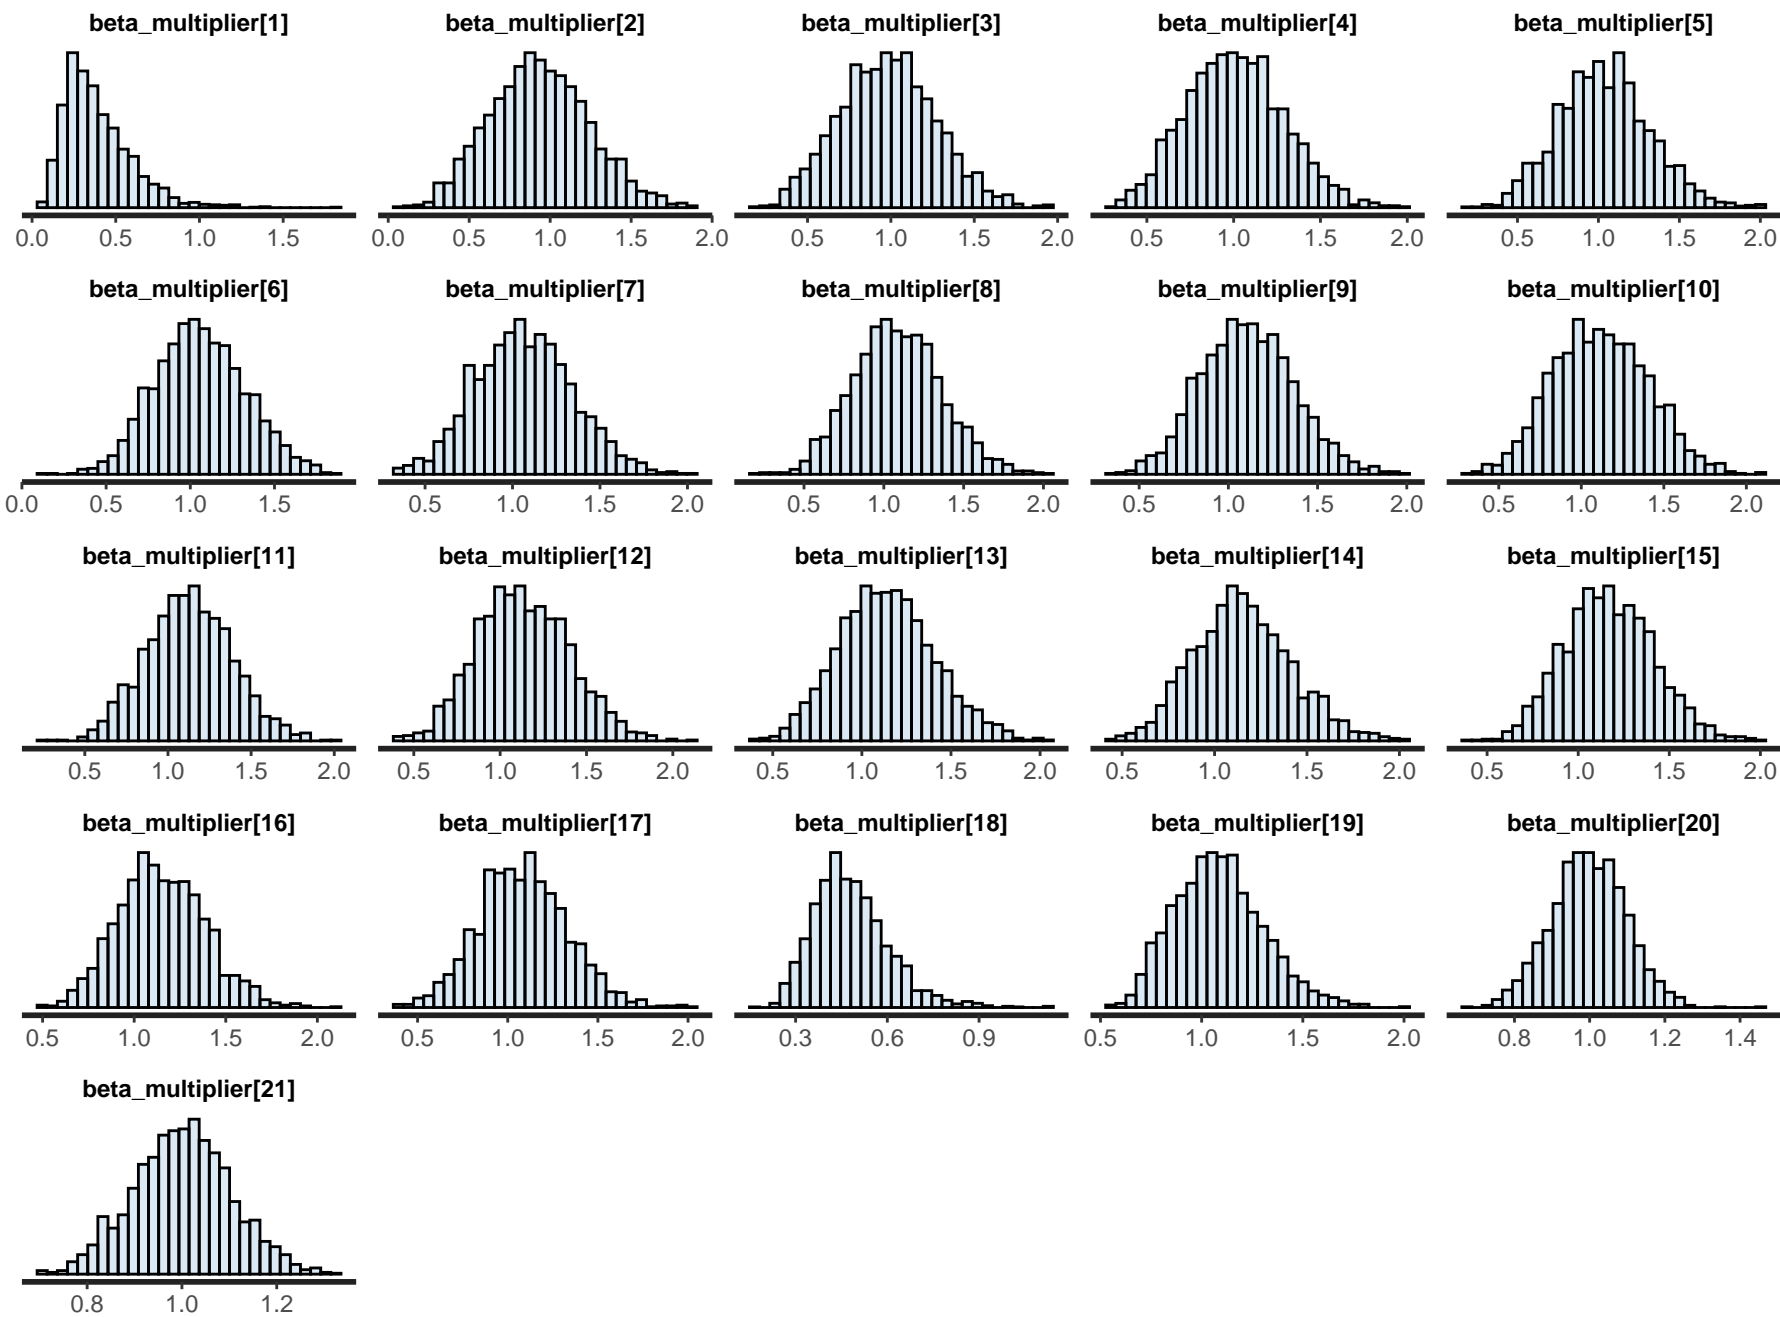 beta_multiplier[1] beta_multiplier[2] beta_multiplier[3] beta_multiplier[4] beta_multiplier[5]
0.0 0.5 1.0 1.5 0.0 0.5 1.0 1.5 2.0 0.5 1.0 1.5 2.0 0.5 1.0 1.5 2.0 0.5 1.0 1.5 2.0
beta_multiplier[6] beta_multiplier[7] beta_multiplier[8] beta_multiplier[9] beta_multiplier[10]
0.0 0.5 1.0 1.5 0.5 1.0 1.5 2.0 0.5 1.0 1.5 2.0 0.5 1.0 1.5 2.0 0.5 1.0 1.5 2.0
beta_multiplier[11] beta_multiplier[12] beta_multiplier[13] beta_multiplier[14] beta_multiplier[15]
0.5 1.0 1.5 2.0 0.5 1.0 1.5 2.0 0.5 1.0 1.5 2.0 0.5 1.0 1.5 2.0 0.5 1.0 1.5 2.0
beta_multiplier[16] beta_multiplier[17] beta_multiplier[18] beta_multiplier[19] beta_multiplier[20]
0.5 1.0 1.5 2.0 0.5 1.0 1.5 2.0 0.3 0.6 0.9 0.5 1.0 1.5 2.0 0.8 1.0 1.2 1.4
beta_multiplier[21]
0.8 1.0 1.2